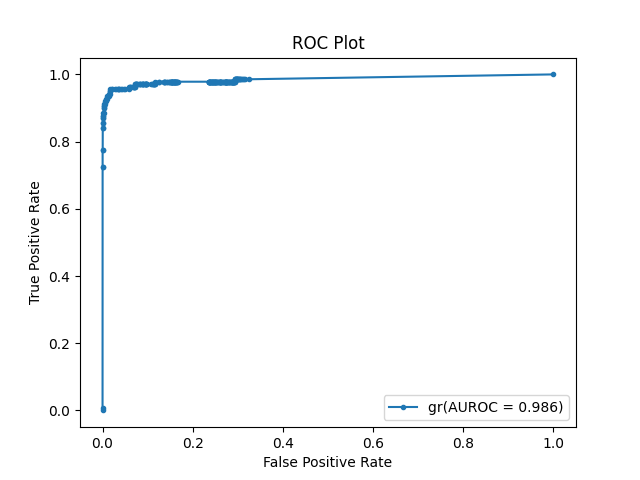 ROC Plot
True Positive Rate
1.0
0.8
0.6
0.4
0.2
0.0
0.0 0.2 0.4 0.6 0.8 1.0
False Positive Rate
gr(AUROC = 0.986)